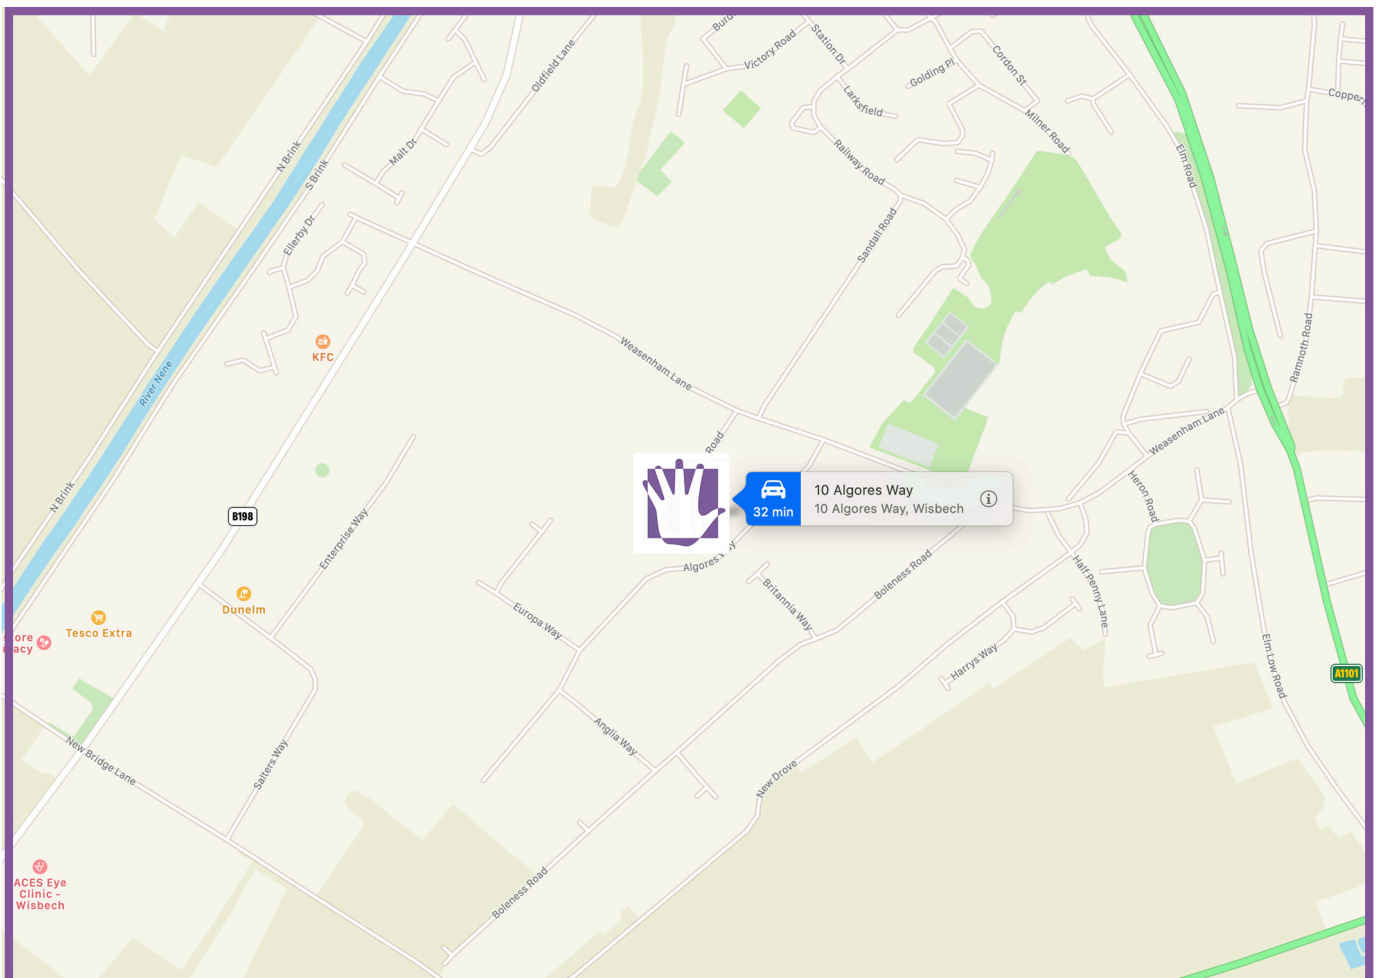 Victory Road
Station Dr
Oldfield Lane
Golding Pl
Cordon St
Larksfield
Milner Road
N Brink
S Brink
Malt Dr
Railway Road
Elm Road
Ellerby Dr
Sandall Road
KFC
River Nene
Weasenham Lane
Ramnoth Road
Road
Weasenham Lane
N Brink
B198
Enterprise Way
10 Algores Way
10 Algores Way, Wisbech
32 min
Heron Road
Algores
Boleness Road
Britannia Way
Half Penny Lane
Dunelm
Tesco Extra
Europa Way
Harrys Way
Elm Low Road
A1101
Anglia Way
New Bridge Lane
Salters Way
New Drove
ACES Eye
Clinic -
Wisbech
Boleness Road